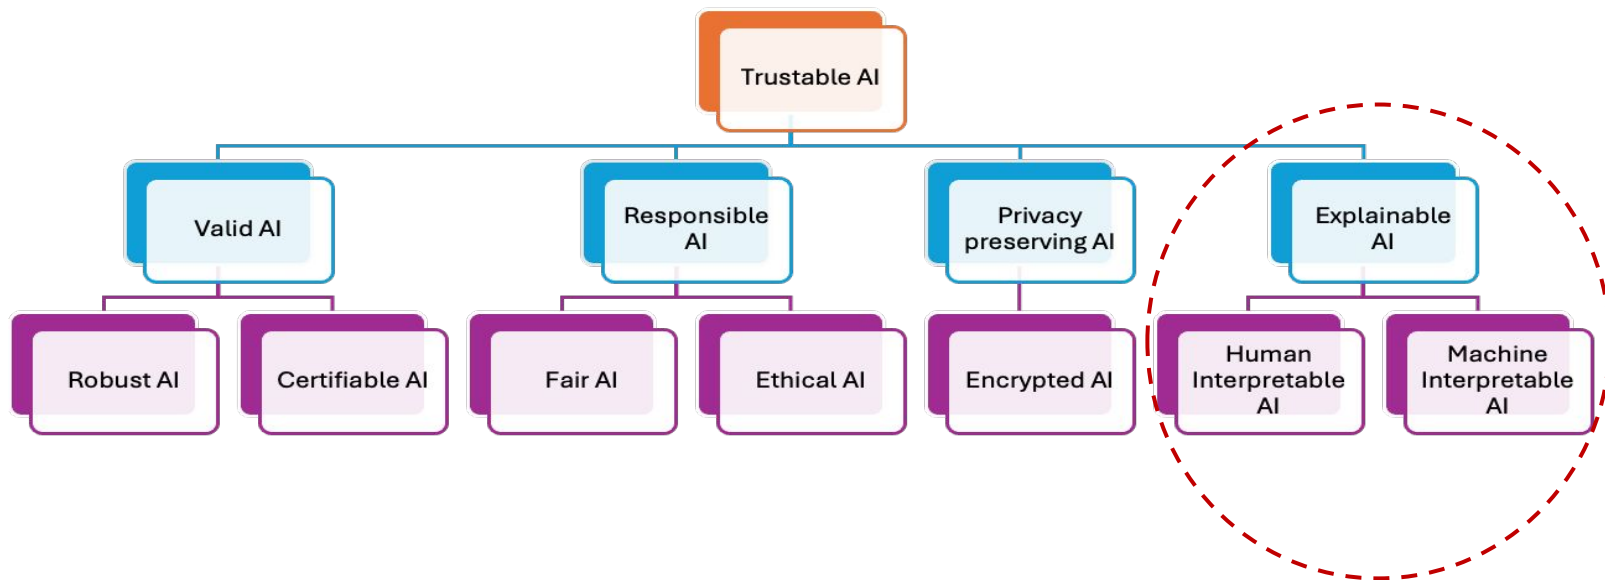 Trustable AI
Valid AI
Responsible
AI
Privacy
preserving AI
Explainable
AI
Robust AI
Certifiable AI
Fair AI
Ethical AI
Encrypted AI
Human
Interpretable
AI
Machine
Interpretable
AI